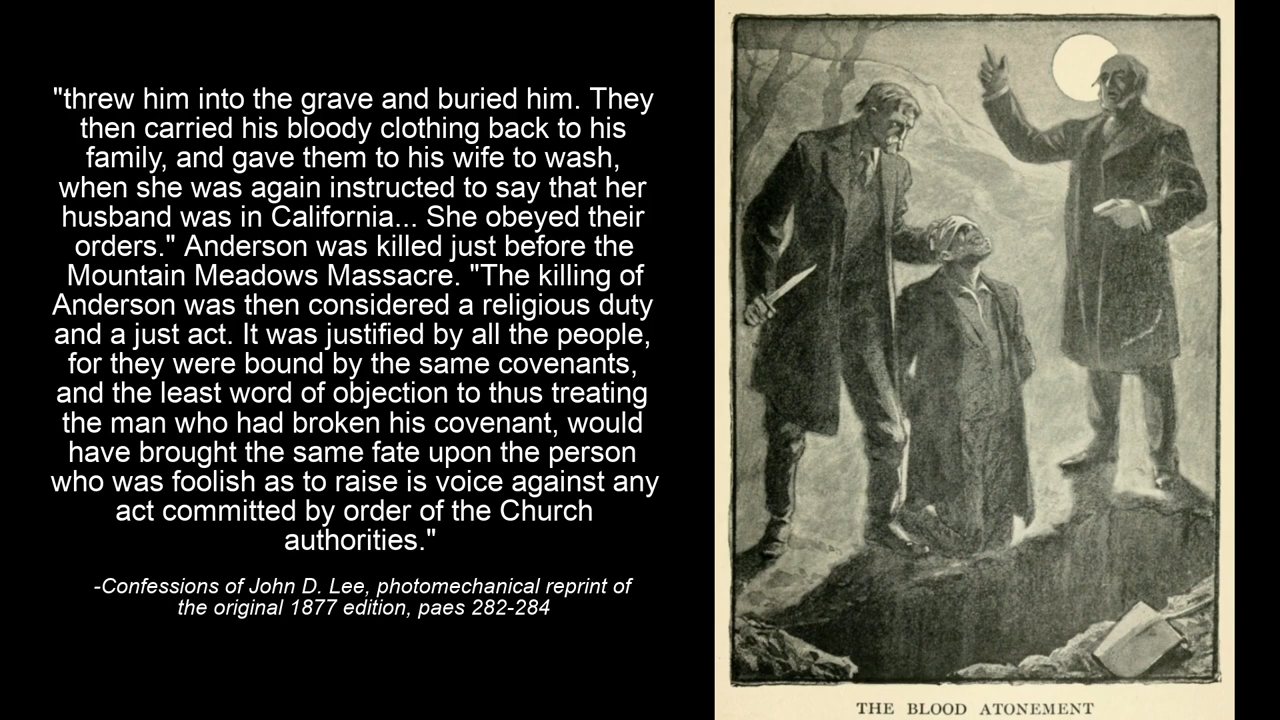 "threw him into the grave and buried him. They
then carried his bloody clothing back to his
family, and gave them to his wife to wash,
when she was again instructed to say that her
husband was in California... She obeyed their
orders." Anderson was killed just before the
Mountain Meadows Massacre. "The killing of
Anderson was then considered a religious duty
and a just act. It was justified by all the people,
for they were bound by the same covenants,
and the least word of objection to thus treating
the man who had broken his covenant, would
have brought the same fate upon the person
who was foolish as to raise is voice against any
act committed by order of the Church
authorities."
-Confessions of John D. Lee, photomechanical reprint of
the original 1877 edition, paes 282-284
THE BLOOD ATONEMENT